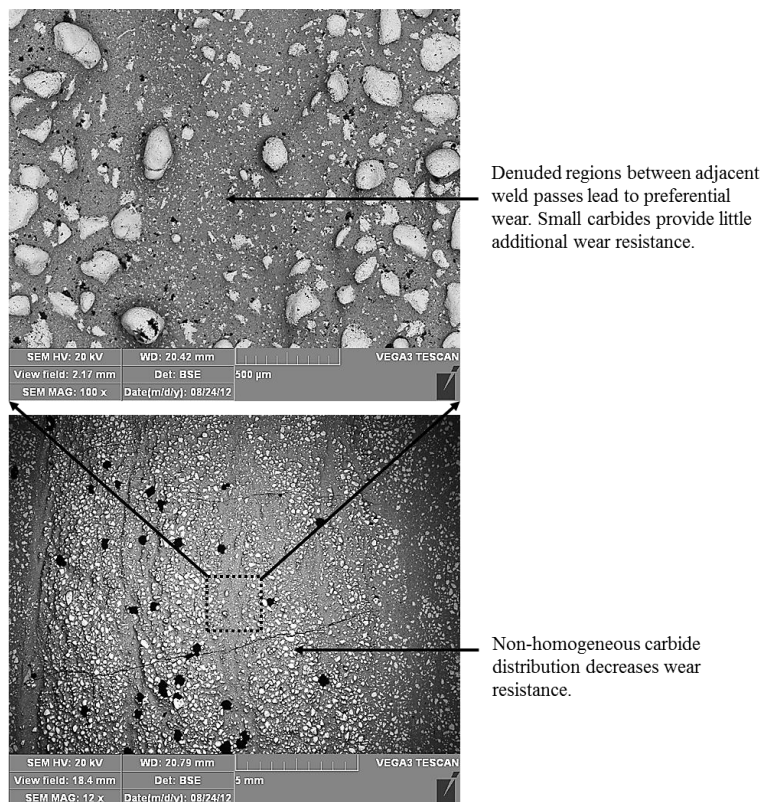 Denuded regions between adjacent
weld passes lead to preferential
wear. Small carbides provide little
additional wear resistance.
SEM HV: 20 kV WD: 20.42 mm VEGA3 TESCAN
View field: 2.17 mm Det: BSE 500 µm
SEM MAG: 100 x Date(m/d/y): 08/24/12
Non-homogeneous carbide
distribution decreases wear
resistance.
SEM HV: 20 kV WD: 20.79 mm VEGA3 TESCAN
View field: 18.4 mm Det: BSE 5 mm
SEM MAG: 12 x Date(m/d/y): 08/24/12